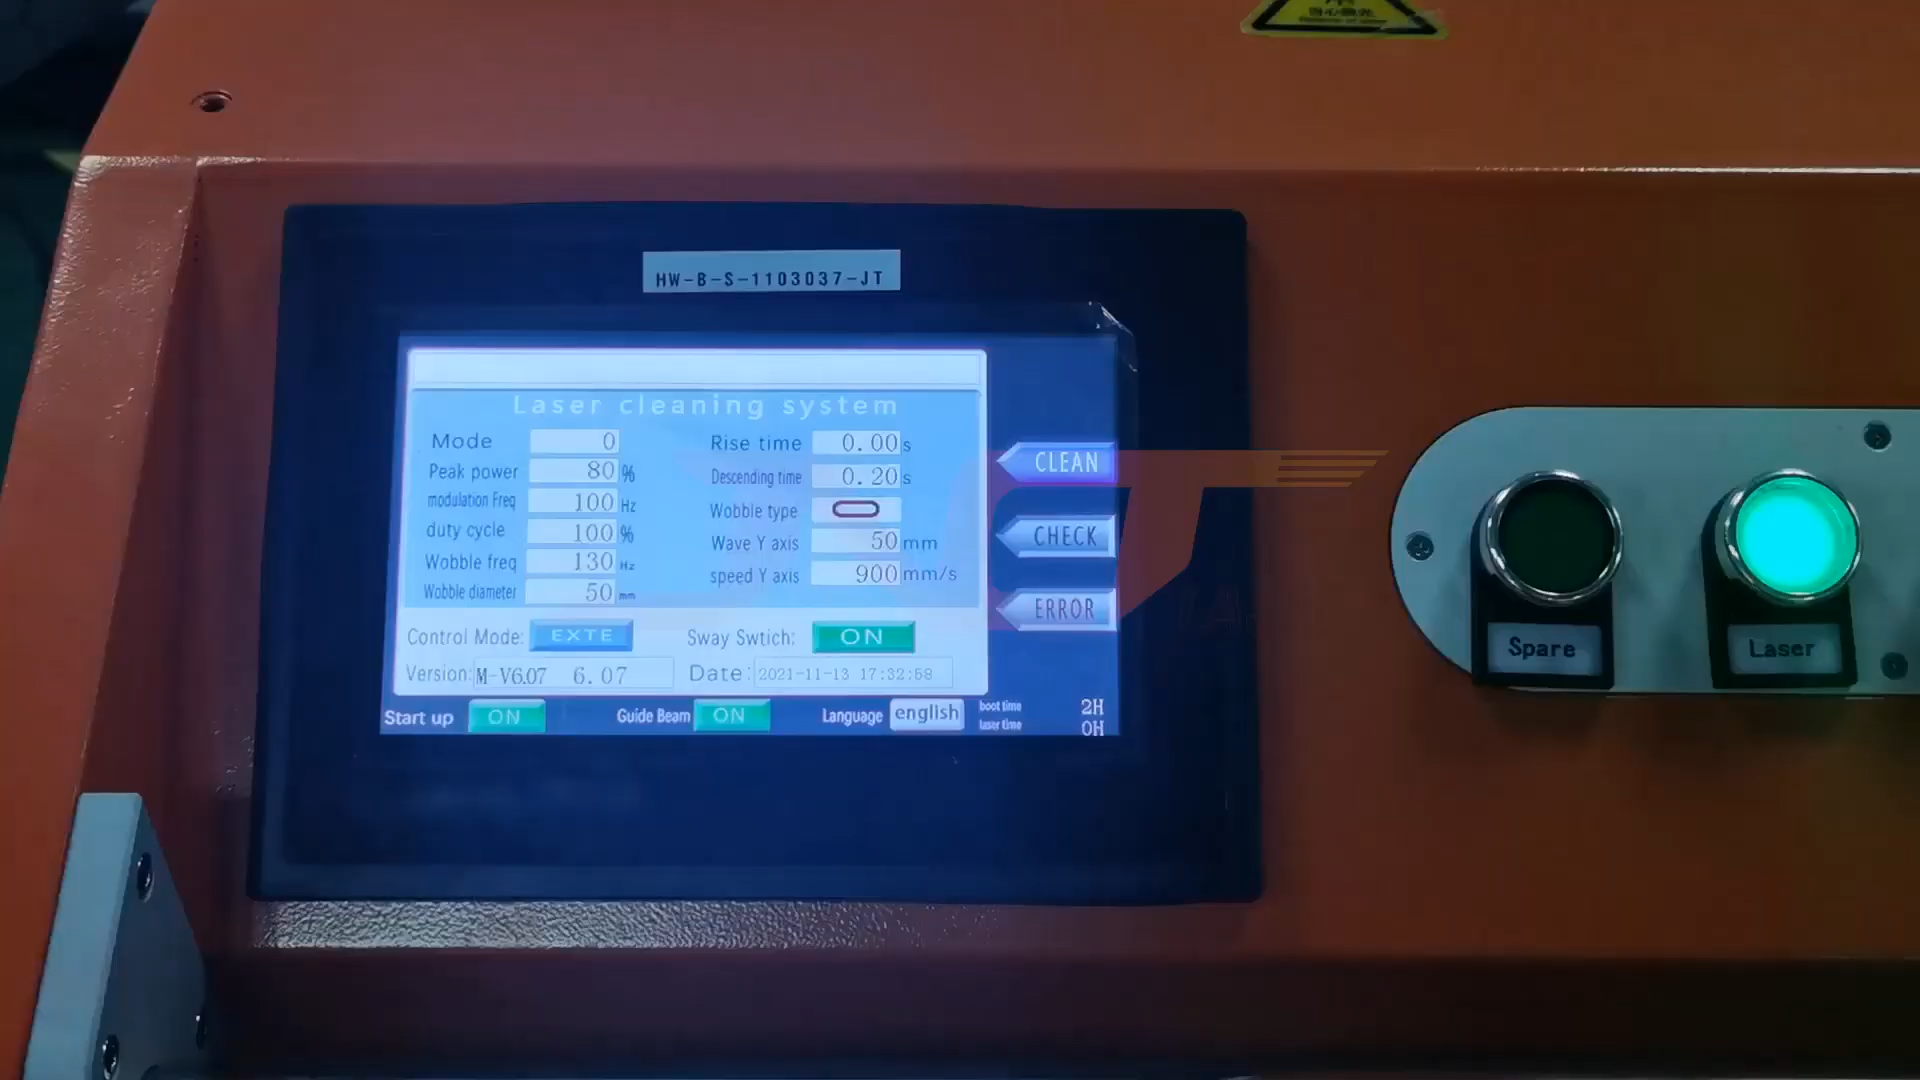 当心激光
HW-B-S-1103037-JT
Laser cleaning system
Mode 0
Peak power 80 %
modulation Freq 100 Hz
duty cycle 100 %
Wobble freq 130 Hz
Wobble diameter 50 mm
Rise time 0.00 s
Descending time 0.20 s
Wobble type
Wave Y axis 50 mm
speed Y axis 900 mm/s
Control Mode: EXTE
Sway Swtich: ON
Version: M-V6.07 6.07
Date: 2021-11-13 17:32:58
Start up ON
Guide Beam ON
Language english
boot time 2H
laser time 0H
CLEAN
CHECK
ERROR
Spare
Laser